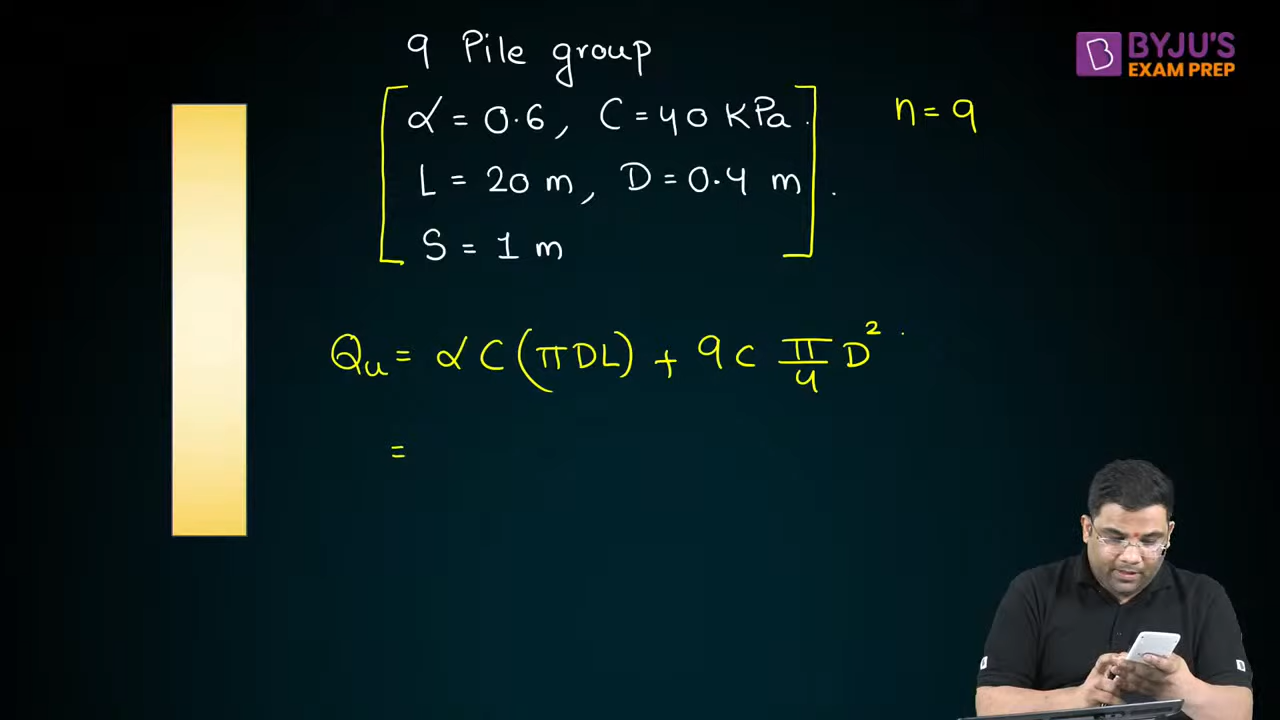 9 Pile group
BYJU'S
EXAM PREP
α = 0.6, C = 40 KPa.
n = 9
L = 20 m, D = 0.4 m.
S = 1 m
Qu = α C (πDL) + 9 C π/4 D².
=